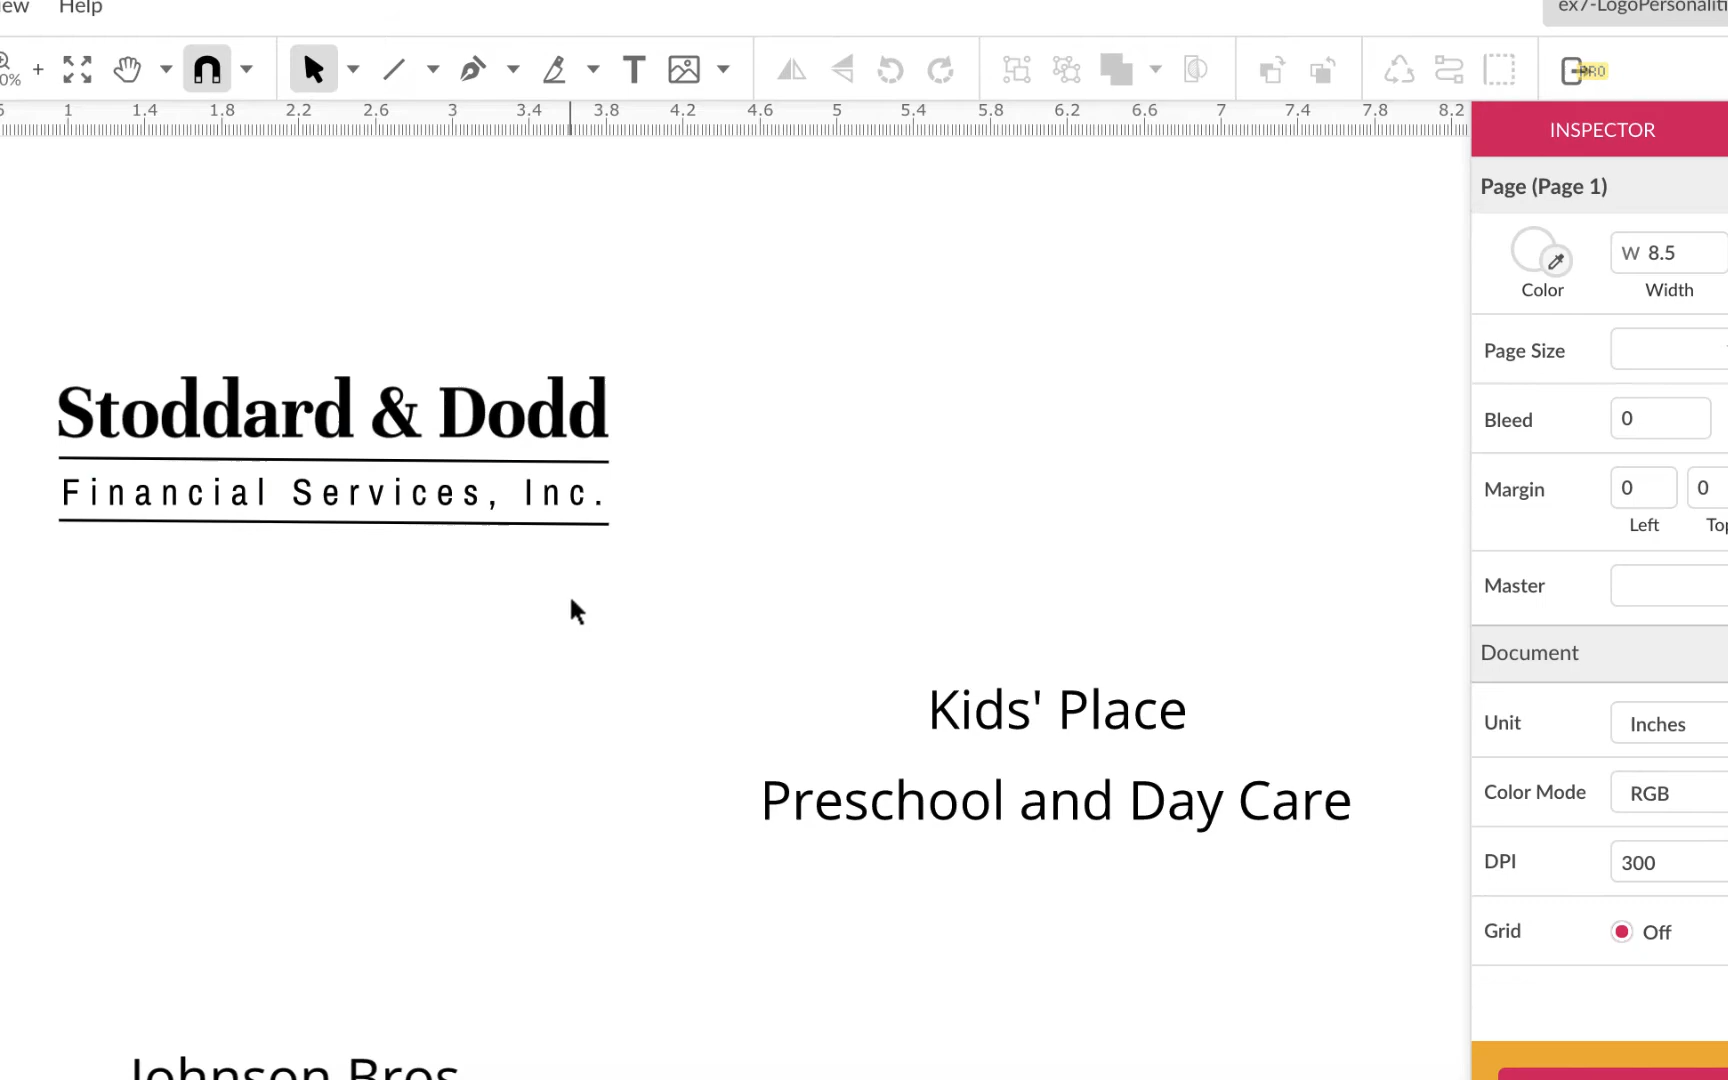 Help
ex7-LogoPersonaliti
0%
PRO
1 1.4 1.8 2.2 2.6 3 3.4 3.8 4.2 4.6 5 5.4 5.8 6.2 6.6 7 7.4 7.8 8.2
INSPECTOR
Page (Page 1)
W 8.5
Color Width
Page Size
Bleed 0
Margin 0 0
Left Top
Master
Document
Unit Inches
Color Mode RGB
DPI 300
Grid Off
Stoddard & Dodd
Financial Services, Inc.
Kids' Place
Preschool and Day Care
Johnson Bros